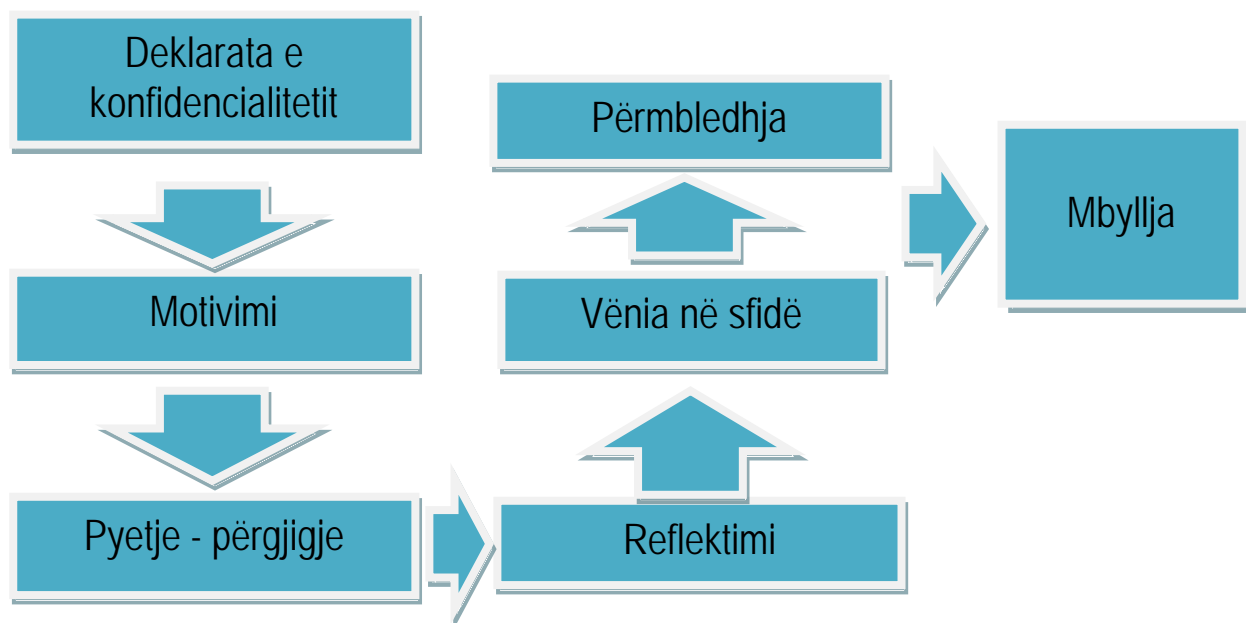 Deklarata e
konfidencialitetit
Motivimi
Pyetje - përgjigje
Reflektimi
Vënia në sfidë
Përmbledhja
Mbyllja